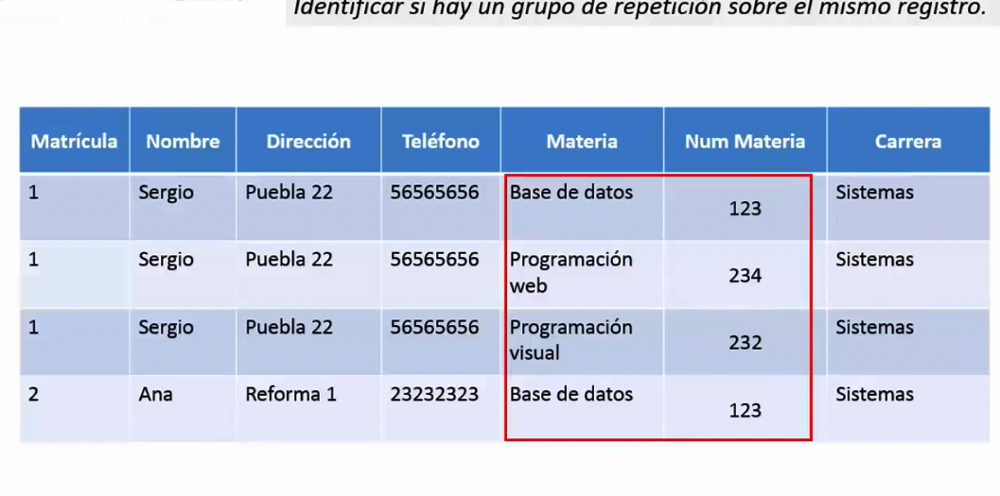 Identificar si hay un grupo de repetición sobre el mismo registro.
Matrícula Nombre Dirección Teléfono Materia Num Materia Carrera
1 Sergio Puebla 22 56565656 Base de datos 123 Sistemas
1 Sergio Puebla 22 56565656 Programación web 234 Sistemas
1 Sergio Puebla 22 56565656 Programación visual 232 Sistemas
2 Ana Reforma 1 23232323 Base de datos 123 Sistemas